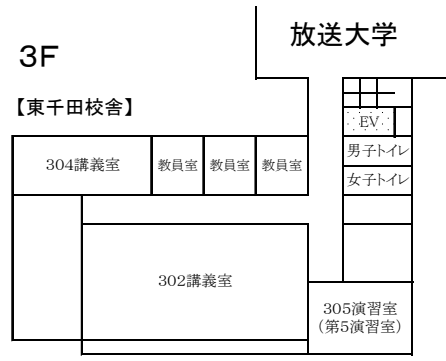 放送大学
3F
【東千田校舎】
EV
男子トイレ
304講義室
教員室
教員室
教員室
女子トイレ
302講義室
305演習室
(第5演習室)